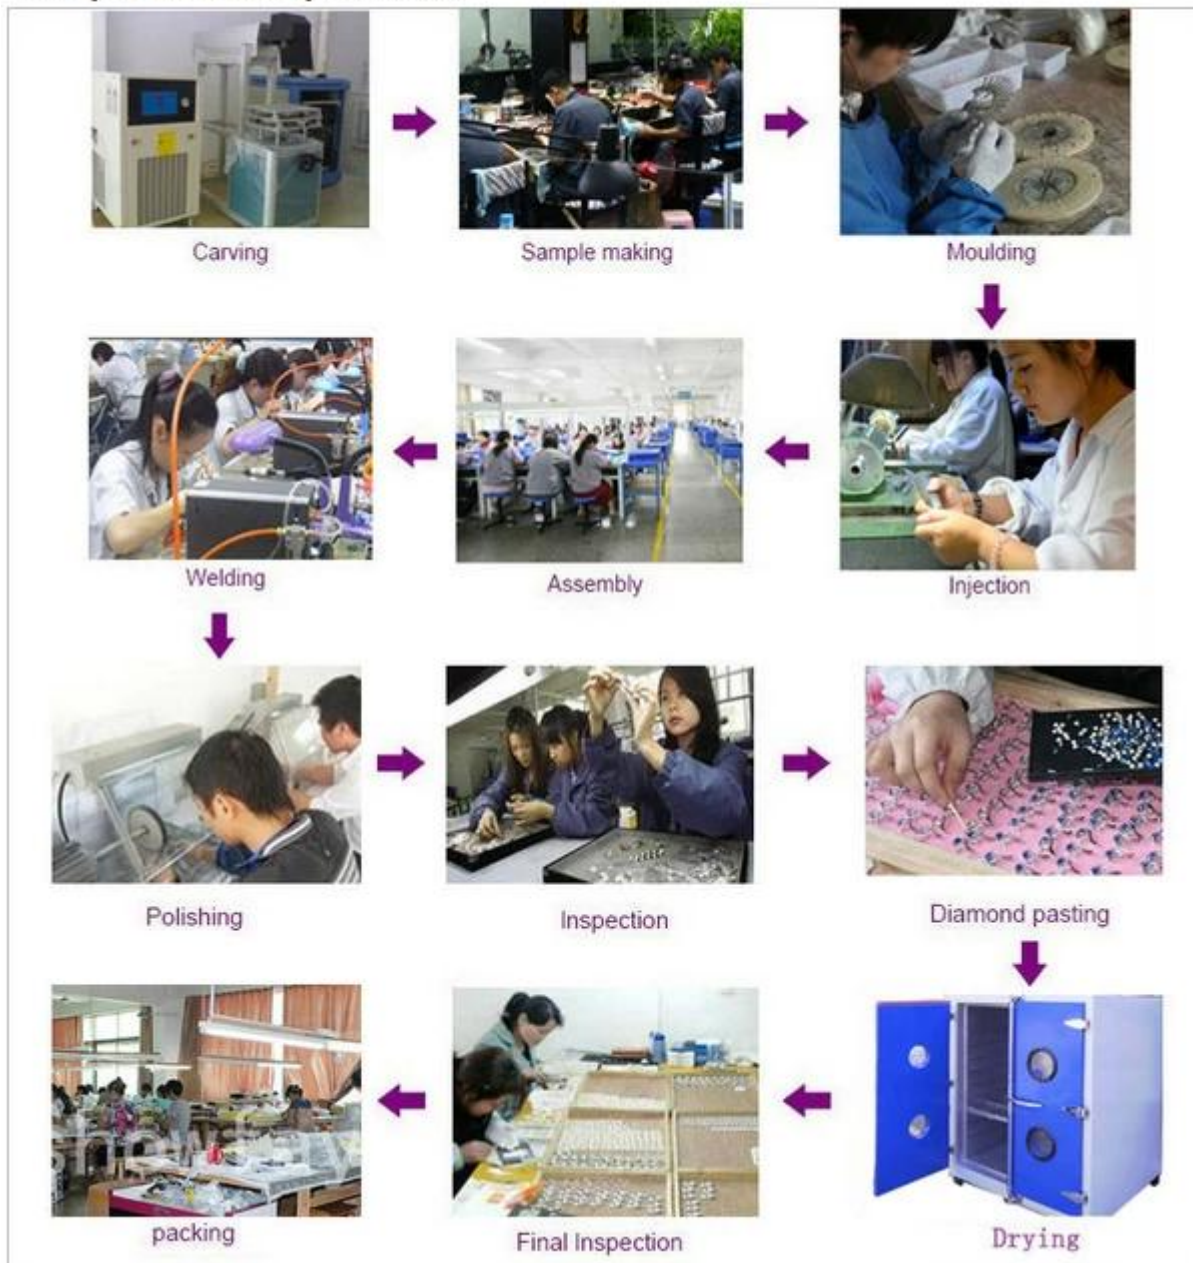 Carving
Sample making
Moulding
Injection
Assembly
Welding
Polishing
Inspection
Diamond pasting
Drying
Final Inspection
packing